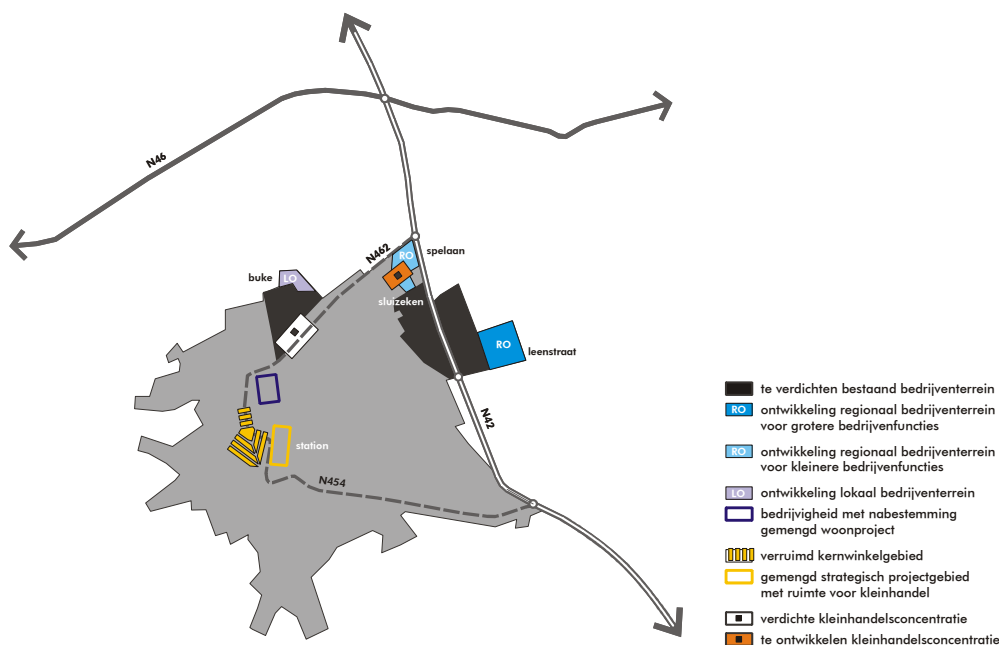 N46
N462
spelaan
RO
buke
LO
sluizeken
RO
leenstraat
N42
station
N454
te verdichten bestaand bedrijventerrein
RO
ontwikkeling regionaal bedrijventerrein
voor grotere bedrijvenfuncties
RO
ontwikkeling regionaal bedrijventerrein
voor kleinere bedrijvenfuncties
LO
ontwikkeling lokaal bedrijventerrein
bedrijvigheid met nabestemming
gemengd woonproject
verruimd kernwinkelgebied
gemengd strategisch projectgebied
met ruimte voor kleinhandel
verdichte kleinhandelsconcentratie
te ontwikkelen kleinhandelsconcentratie